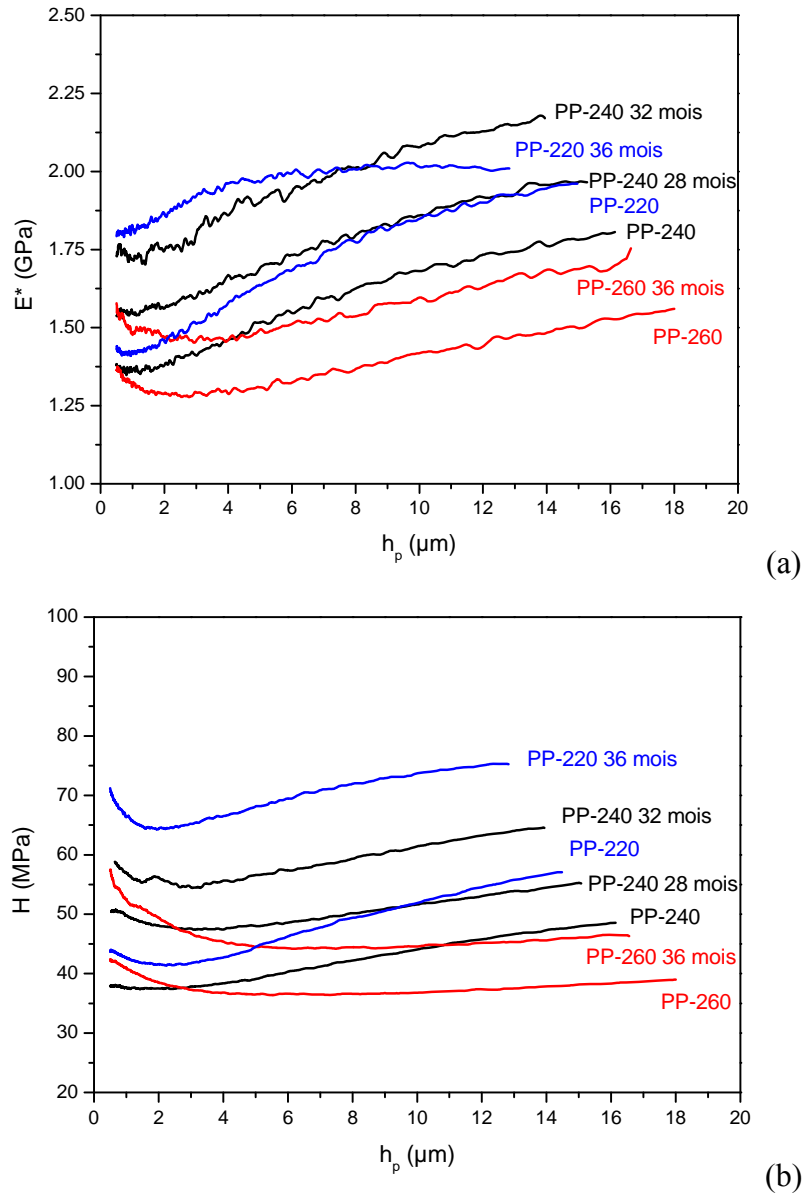 2.50
2.25
2.00
1.75
1.50
1.25
1.00
E* (GPa)
PP-240 32 mois
PP-220 36 mois
PP-240 28 mois
PP-220
PP-240
PP-260 36 mois
PP-260
0 2 4 6 8 10 12 14 16 18 20
hp (µm)
(a)
100
90
80
70
60
50
40
30
20
H (MPa)
PP-220 36 mois
PP-240 32 mois
PP-220
PP-240 28 mois
PP-240
PP-260 36 mois
PP-260
0 2 4 6 8 10 12 14 16 18 20
hp (µm)
(b)